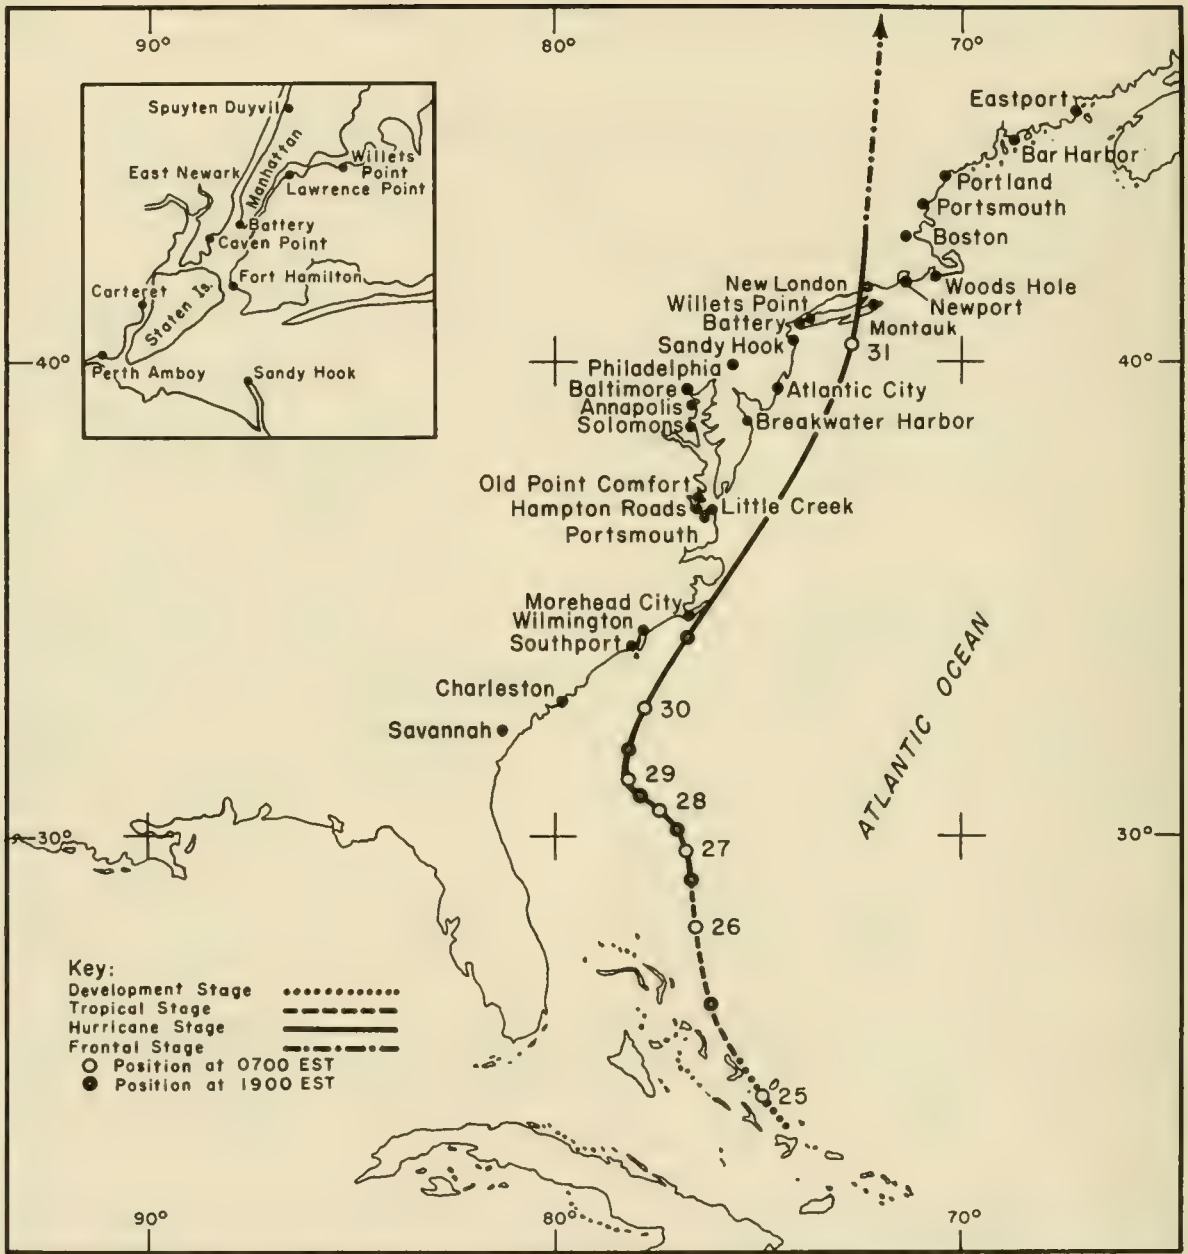 90°
80°
70°
Spuyten Duyvil
Manhattan
Willets
Point
East Newark
Lawrence Point
Battery
Caven Point
Fort Hamilton
Carteret
Staten Is.
Perth Amboy
Sandy Hook
Eastport
Bar Harbor
Portland
Portsmouth
Boston
New London
Woods Hole
Newport
Willets Point
Battery
Montauk
Sandy Hook
31
40°
40°
Philadelphia
Baltimore
Atlantic City
Annapolis
Solomons
Breakwater Harbor
Old Point Comfort
Hampton Roads
Little Creek
Portsmouth
Morehead City
Wilmington
Southport
ATLANTIC OCEAN
Charleston
30
Savannah
29
28
30°
30°
27
26
Key:
Development Stage
Tropical Stage
Hurricane Stage
Frontal Stage
Position at 0700 EST
Position at 1900 EST
25
90°
80°
70°